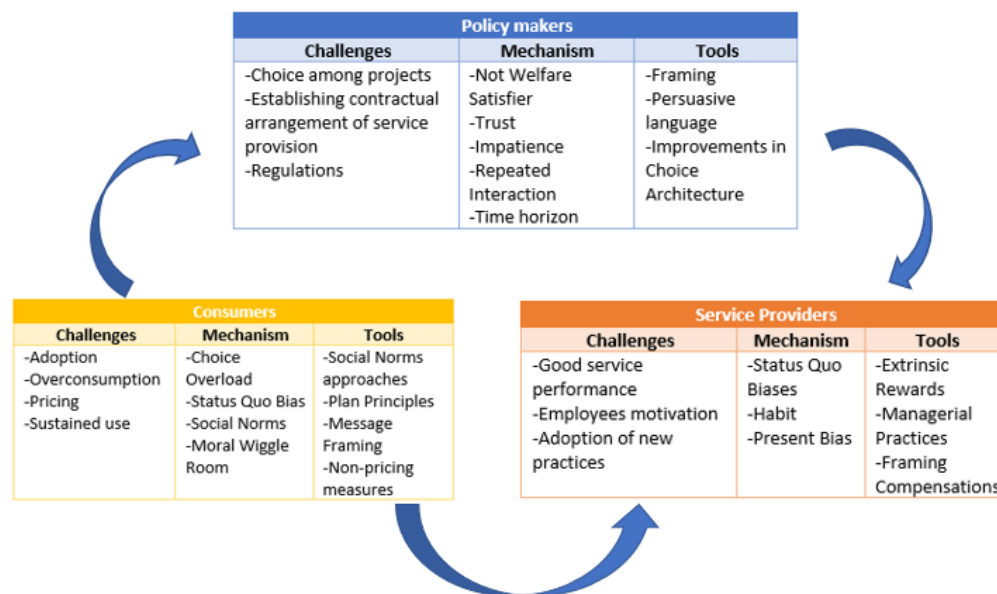 Policy makers
Challenges
-Choice among projects
-Establishing contractual
arrangement of service
provision
-Regulations
Mechanism
-Not Welfare
Satisfier
-Trust
-Impatience
-Repeated
Interaction
-Time horizon
Tools
-Framing
-Persuasive
language
-Improvements in
Choice
Architecture
Consumers
Challenges
-Adoption
-Overconsumption
-Pricing
-Sustained use
Mechanism
-Choice
Overload
-Status Quo Bias
-Social Norms
-Moral Wiggle
Room
Tools
-Social Norms
approaches
-Plan Principles
-Message
Framing
-Non-pricing
measures
Service Providers
Challenges
-Good service
performance
-Employees motivation
-Adoption of new
practices
Mechanism
-Status Quo
Biases
-Habit
-Present Bias
Tools
-Extrinsic
Rewards
-Managerial
Practices
-Framing
Compensations